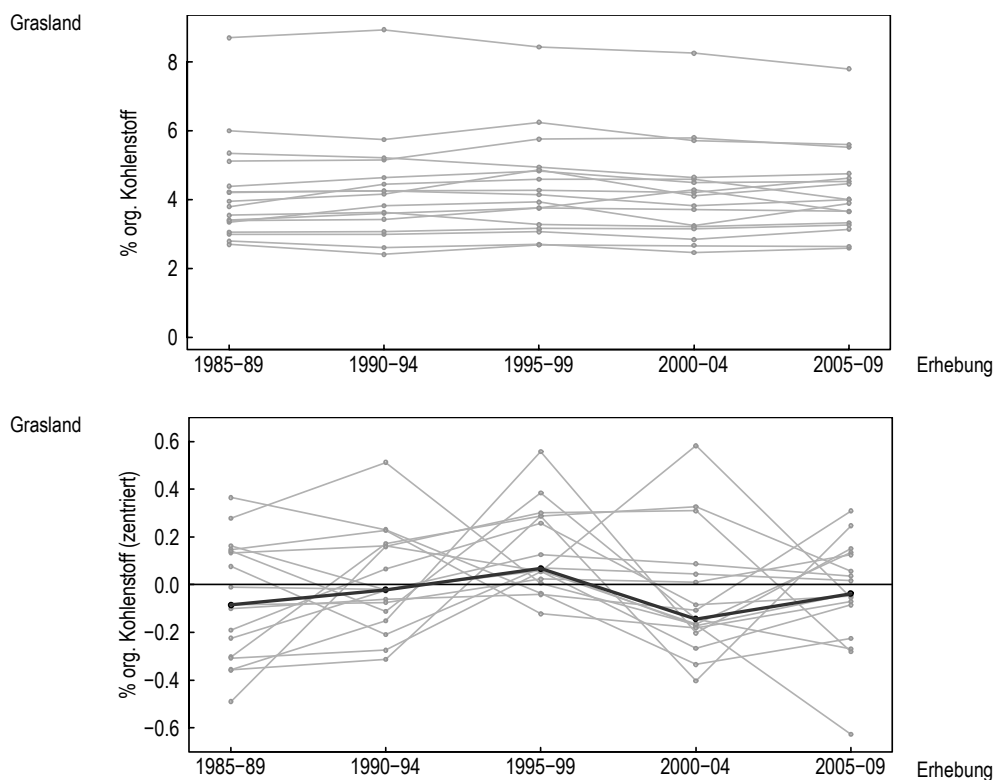 Grasland
% org. Kohlenstoff
8
6
4
2
0
1985–89 1990–94 1995–99 2000–04 2005–09 Erhebung
Grasland
% org. Kohlenstoff (zentriert)
0.6
0.4
0.2
0.0
−0.2
−0.4
−0.6
1985–89 1990–94 1995–99 2000–04 2005–09 Erhebung